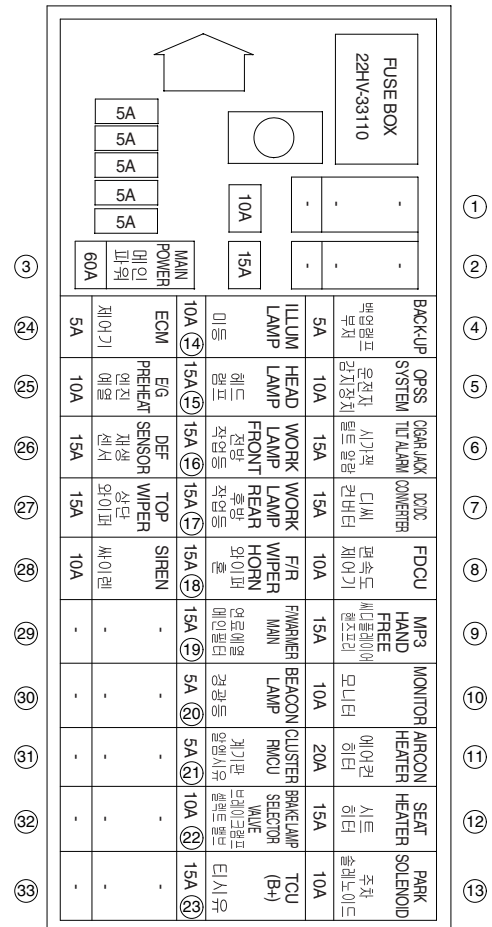 FUSE BOX
22HV-33110
5A
5A
5A
5A
5A
10A
- - -
①
15A
- - -
②
③
60A
MAIN
POWER
메인
파워
㉔
5A
ECM
제어기
10A
⑭
ILLUM
LAMP
미등
5A
BACK-UP
백업램프
부저
④
㉕
10A
E/G
PREHEAT
엔진
예열
15A
⑮
HEAD
LAMP
헤드
램프
10A
OPSS
SYSTEM
운전자
감지장치
⑤
㉖
15A
DEF
SENSOR
재생
센서
15A
⑯
WORK
LAMP
FRONT
전방
작업등
15A
CIGAR JACK
TILT ALARM
시가잭
틸트 알람
⑥
㉗
15A
TOP
WIPER
상단
와이퍼
15A
⑰
WORK
LAMP
REAR
후방
작업등
15A
DC/DC
CONVERTER
디씨
컨버터
⑦
㉘
10A
SIREN
싸이렌
15A
⑱
F/R
WIPER
HORN
와이퍼
혼
10A
FDCU
편속도
제어기
⑧
㉙
- - -
15A
⑲
F/WARMER
MAIN
연료예열
메인필터
15A
MP3
HAND
FREE
씨디플레이어
핸즈프리
⑨
㉚
- - -
5A
⑳
BEACON
LAMP
경광등
10A
MONITOR
모니터
⑩
㉛
- - -
5A
㉑
CLUSTER
RMCU
계기판
알엠시유
20A
AIRCON
HEATER
에어컨
히터
⑪
㉜
- - -
10A
㉒
BRAKE LAMP
SELECTOR
VALVE
브레이크램프
셀렉트 밸브
15A
SEAT
HEATER
시트
히터
⑫
㉝
- - -
15A
㉓
TCU
(B+)
티시유
10A
PARK
SOLENOID
주차
솔레노이드
⑬